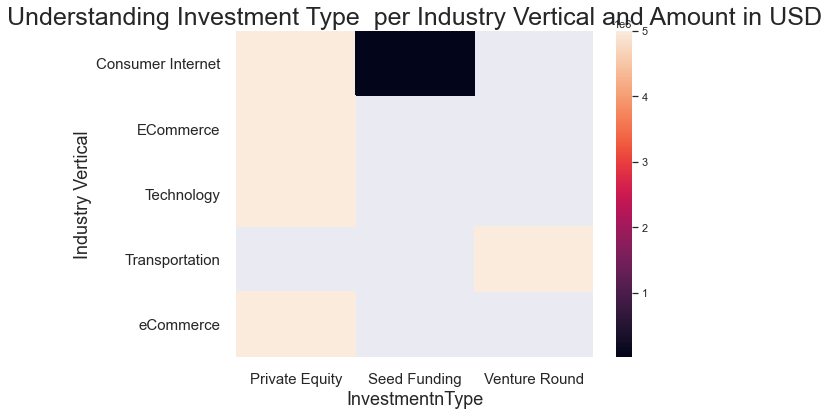 Understanding Investment Type  per Industry Vertical and Amount in USD
1e6
Consumer Internet
ECommerce
Technology
Transportation
eCommerce
Industry Vertical
Private Equity
Seed Funding
Venture Round
InvestmentnType
5
4
3
2
1